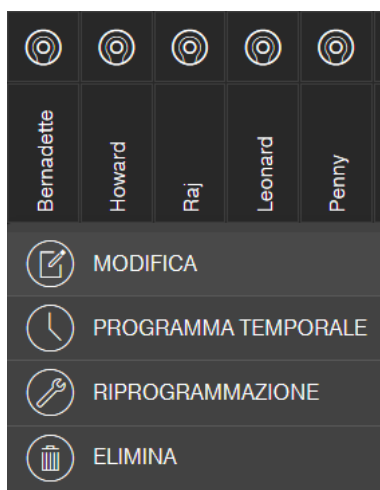 Bernadette
Howard
Raj
Leonard
Penny
MODIFICA
PROGRAMMA TEMPORALE
RIPROGRAMMAZIONE
ELIMINA